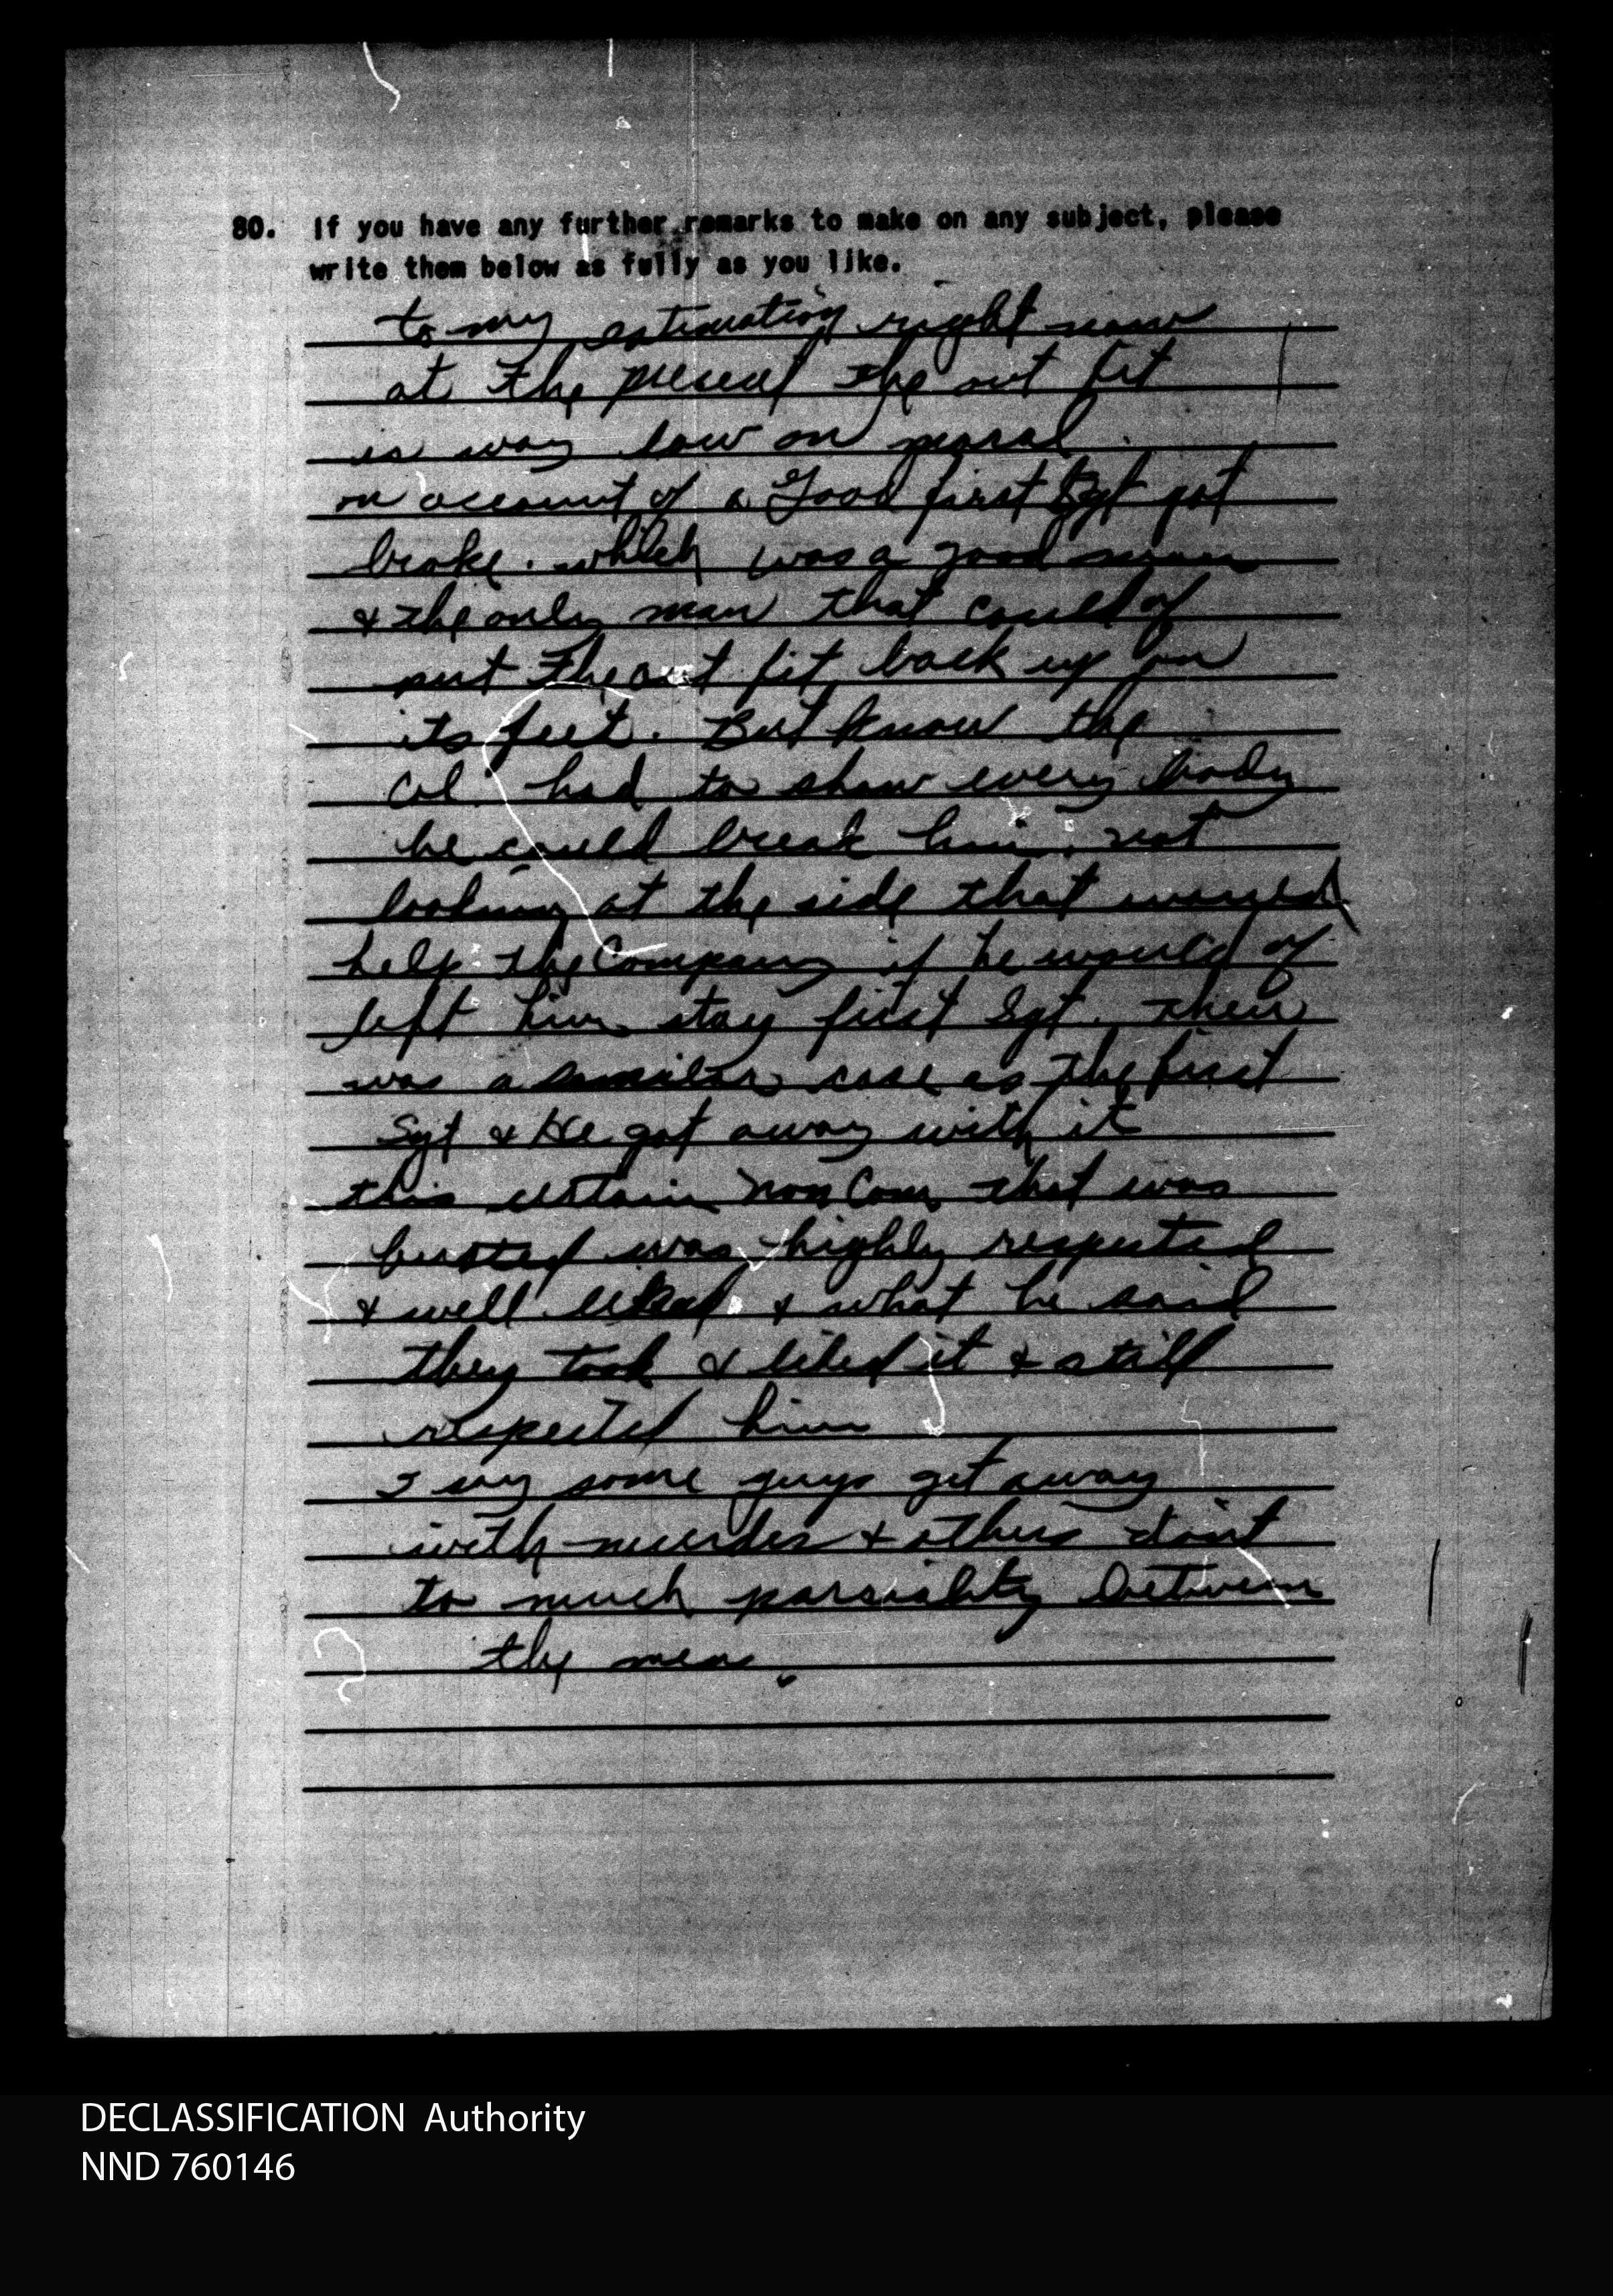 80. If you have any further remarks to make on any subject, please
write them below as fully as you like.
to my estimation right now
at the present the out fit
is way low on moral.
on account of a Good first Sgt got
broke. which was a good man
& the only man that could of
put the out fit back up on
its feet. But know the
Col. had to show every body
he could break him, not
looking at the side that would
help the Company if he would of
left him stay first Sgt. their
was a similar case as the first
Sgt & He got away with it
this certain Non Com that was
busted was highly respected
& well liked & what he said
they took & liked it & still
respected him
I say some guys get away
with murder & others don't
to much parsiality between
the men.
DECLASSIFICATION Authority
NND 760146